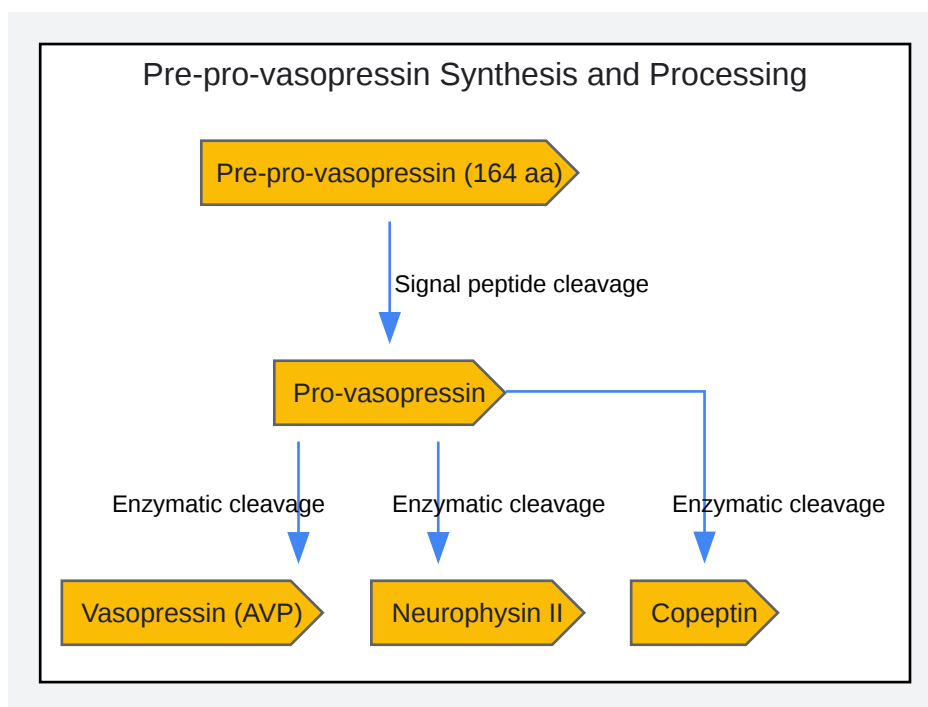 Pre-pro-vasopressin Synthesis and Processing
Pre-pro-vasopressin (164 aa)
Signal peptide cleavage
Pro-vasopressin
Enzymatic cleavage
Enzymatic cleavage
Enzymatic cleavage
Vasopressin (AVP)
Neurophysin II
Copeptin